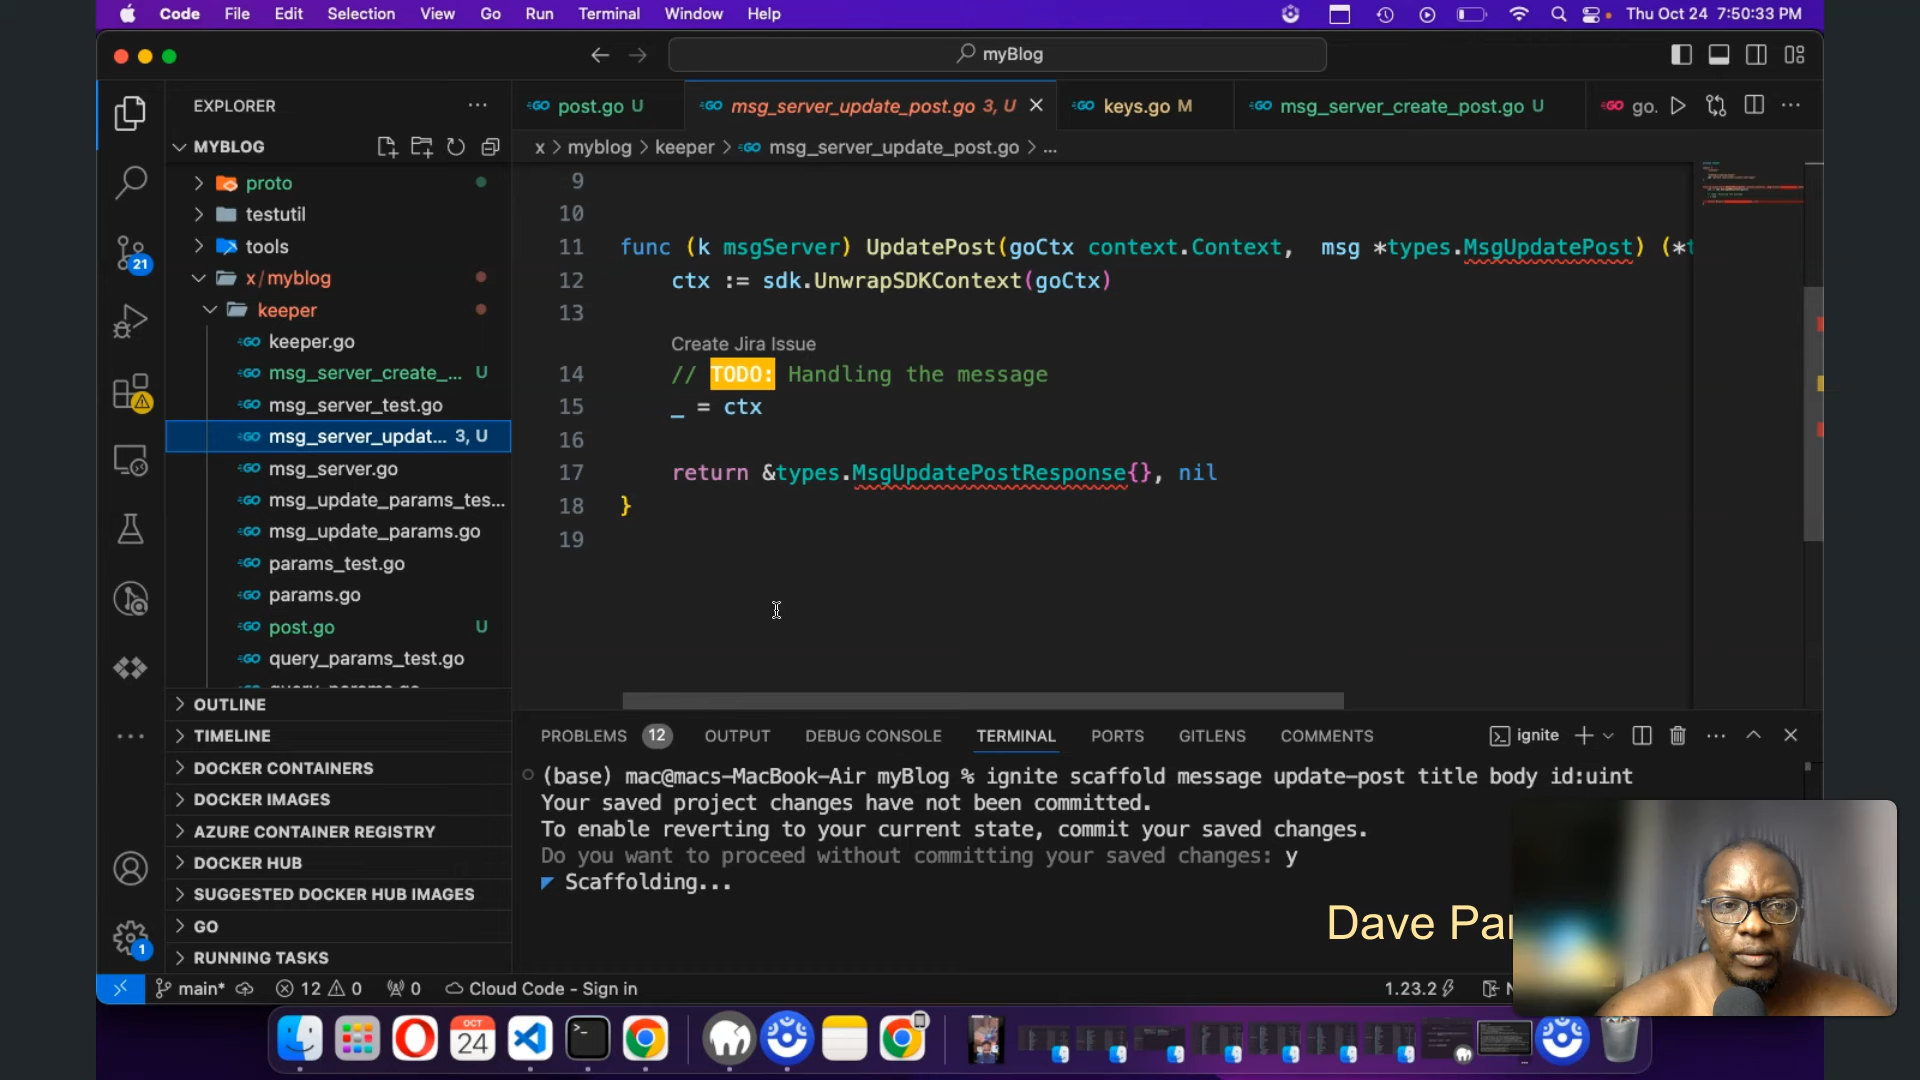 Code File Edit Selection View Go Run Terminal Window Help
Thu Oct 24 7:50:33 PM
myBlog
EXPLORER
MYBLOG
proto
testutil
tools
x/myblog
keeper
keeper.go
msg_server_create_... U
msg_server_test.go
msg_server_updat... 3, U
msg_server.go
msg_update_params_tes...
msg_update_params.go
params_test.go
params.go
post.go U
query_params_test.go
OUTLINE
TIMELINE
DOCKER CONTAINERS
DOCKER IMAGES
AZURE CONTAINER REGISTRY
DOCKER HUB
SUGGESTED DOCKER HUB IMAGES
GO
RUNNING TASKS
21
1
post.go U msg_server_update_post.go 3, U keys.go M msg_server_create_post.go U go.
x > myblog > keeper > msg_server_update_post.go > ...
9
10
11 func (k msgServer) UpdatePost(goCtx context.Context, msg *types.MsgUpdatePost) (*t
12 ctx := sdk.UnwrapSDKContext(goCtx)
13
Create Jira Issue
14 // TODO: Handling the message
15 _ = ctx
16
17 return &types.MsgUpdatePostResponse{}, nil
18 }
19
PROBLEMS 12 OUTPUT DEBUG CONSOLE TERMINAL PORTS GITLENS COMMENTS ignite
(base) mac@macs-MacBook-Air myBlog % ignite scaffold message update-post title body id:uint
Your saved project changes have not been committed.
To enable reverting to your current state, commit your saved changes.
Do you want to proceed without committing your saved changes: y
Scaffolding...
Dave Par
main* 12 0 0 Cloud Code - Sign in 1.23.2
OCT
24